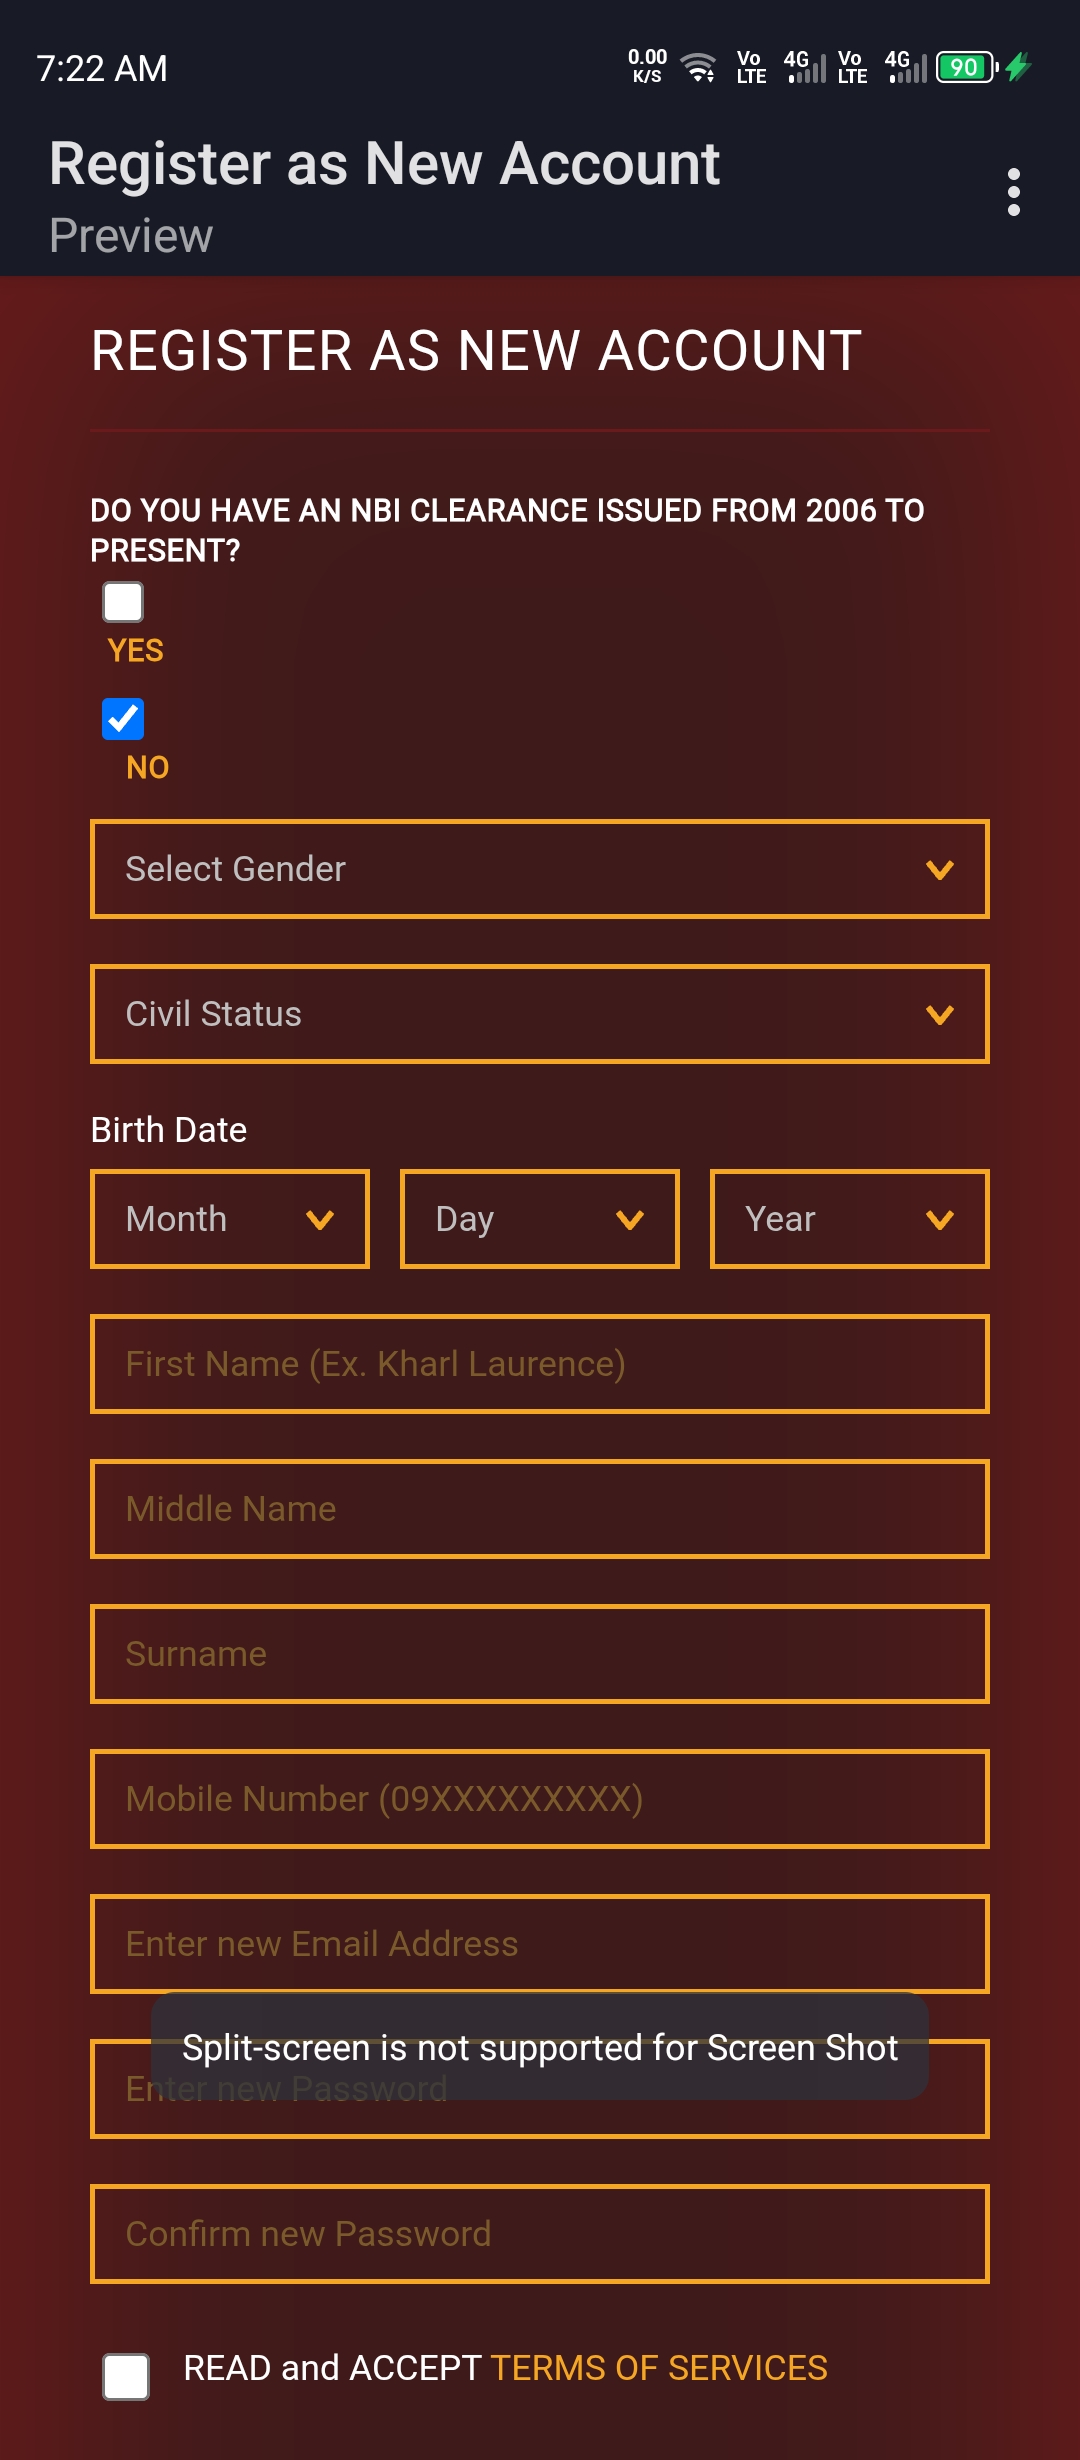 7:22 AM
0.00 K/S Vo LTE 4G Vo LTE 4G 90
Register as New Account
Preview
REGISTER AS NEW ACCOUNT
DO YOU HAVE AN NBI CLEARANCE ISSUED FROM 2006 TO
PRESENT?
YES
NO
Select Gender
Civil Status
Birth Date
Month Day Year
First Name (Ex. Kharl Laurence)
Middle Name
Surname
Mobile Number (09XXXXXXXXX)
Enter new Email Address
Split-screen is not supported for Screen Shot
Enter new Password
Confirm new Password
READ and ACCEPT TERMS OF SERVICES